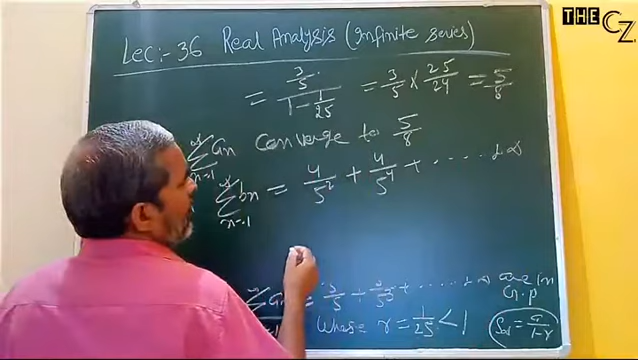 THE CZ
Lec:- 36 Real Analysis (infinite series)
= 3/5 / 1 - 1/25 = 3/5 × 25/24 = 5/8
∞ Σ n=1 an Converge to 5/8
∞ Σ n=1 bn = 4/5² + 4/5⁴ + ...... + ∞
Σ an = 3/5 + 3/5³ + ...... + ∞ are in G.P
r = 1/25 < 1 S∞ = a/1-r